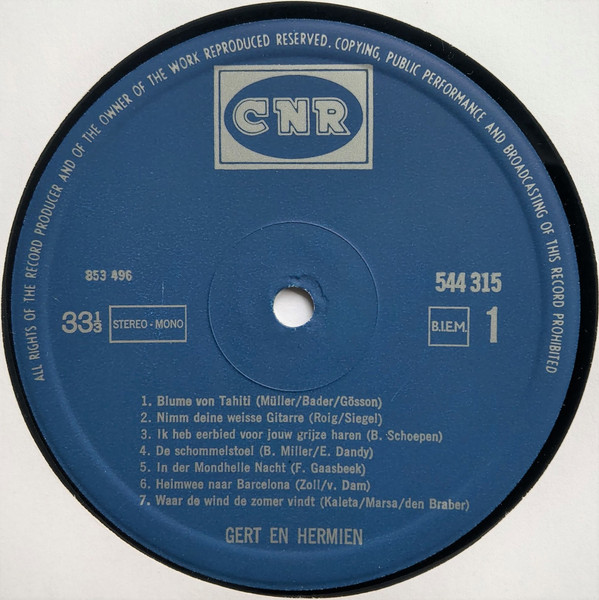 ALL RIGHTS OF THE RECORD PRODUCER AND OF THE OWNER OF THE WORK REPRODUCED RESERVED. COPYING, PUBLIC PERFORMANCE AND BROADCASTING OF THIS RECORD PROHIBITED
CNR
853 496
544 315
33⅓ STEREO - MONO
B.I.E.M. 1
1. Blume von Tahiti (Müller/Bader/Gösson)
2. Nimm deine weisse Gitarre (Roig/Siegel)
3. Ik heb eerbied voor jouw grijze haren (B. Schoepen)
4. De schommelstoel (B. Miller/E. Dandy)
5. In der Mondhelle Nacht (F. Gaasbeek)
6. Heimwee naar Barcelona (Zoll/v. Dam)
7. Waar de wind de zomer vindt (Kaleta/Marsa/den Braber)
GERT EN HERMIEN